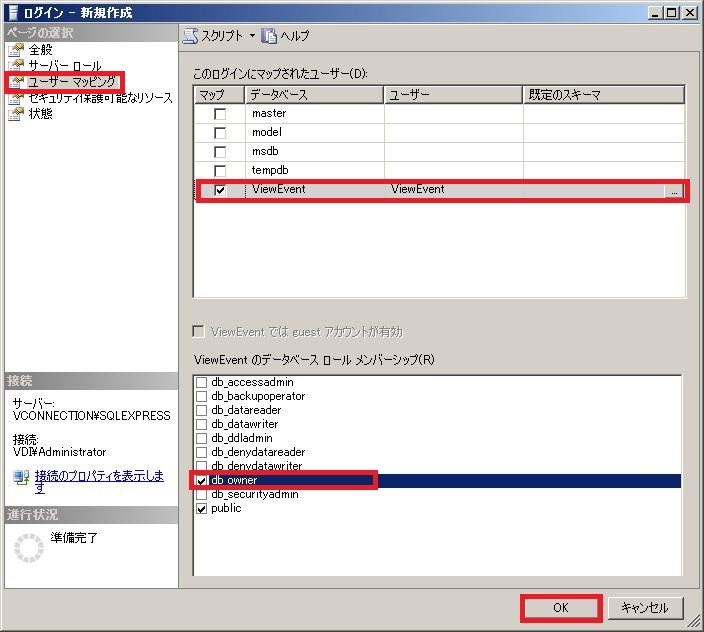 ログイン - 新規作成
ページの選択
全般
サーバー ロール
ユーザー マッピング
セキュリティ保護可能なリソース
状態
接続
サーバー:
VCONNECTION¥SQLEXPRESS
接続:
VDI¥Administrator
接続のプロパティを表示しま
す
進行状況
準備完了
スクリプト
ヘルプ
このログインにマップされたユーザー(D):
マップ データベース ユーザー 既定のスキーマ
master
model
msdb
tempdb
ViewEvent ViewEvent ...
ViewEvent では guest アカウントが有効
ViewEvent のデータベース ロール メンバーシップ(R)
db_accessadmin
db_backupoperator
db_datareader
db_datawriter
db_ddladmin
db_denydatareader
db_denydatawriter
db_owner
db_securityadmin
public
OK キャンセル